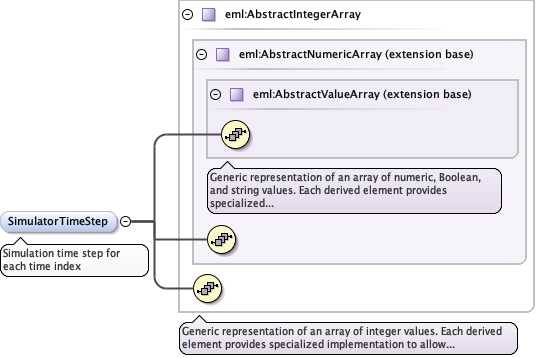 eml:AbstractIntegerArray
eml:AbstractNumericArray (extension base)
eml:AbstractValueArray (extension base)
Generic representation of an array of numeric, Boolean,
and string values. Each derived element provides
specialized...
SimulatorTimeStep
Simulation time step for
each time index
Generic representation of an array of integer values. Each derived
element provides specialized implementation to allow...